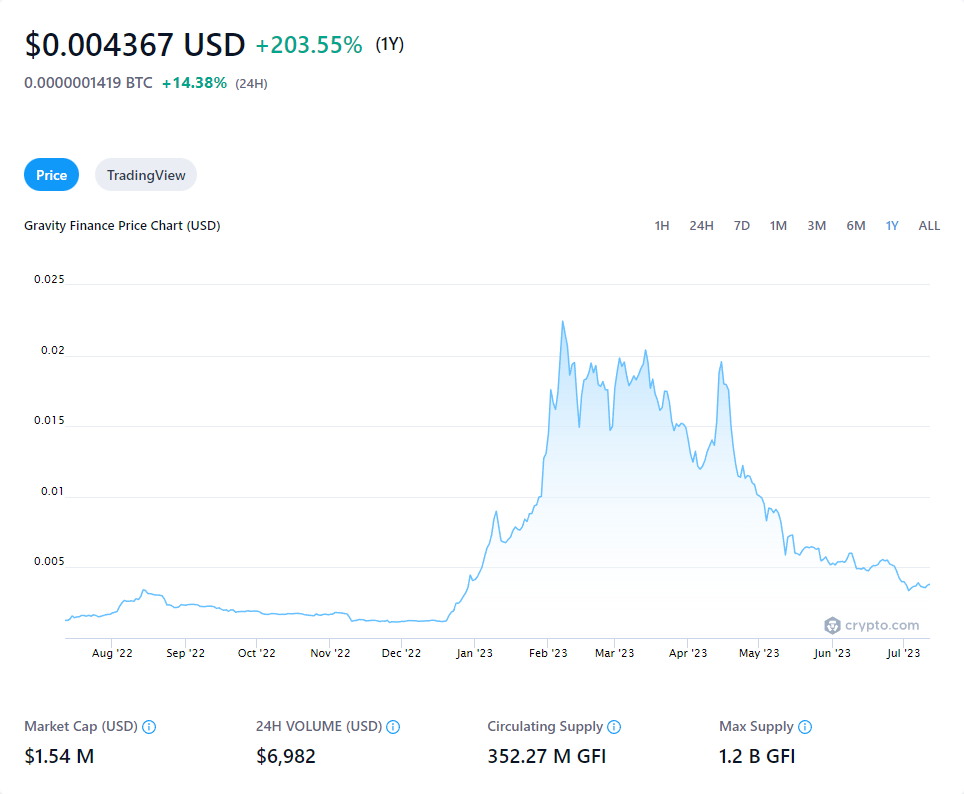 $0.004367 USD +203.55% (1Y)
0.0000001419 BTC +14.38% (24H)
Price TradingView
Gravity Finance Price Chart (USD) 1H 24H 7D 1M 3M 6M 1Y ALL
0.025
0.02
0.015
0.01
0.005
crypto.com
Aug '22 Sep '22 Oct '22 Nov '22 Dec '22 Jan '23 Feb '23 Mar '23 Apr '23 May '23 Jun '23 Jul '23
Market Cap (USD) 24H VOLUME (USD) Circulating Supply Max Supply
$1.54 M $6,982 352.27 M GFI 1.2 B GFI